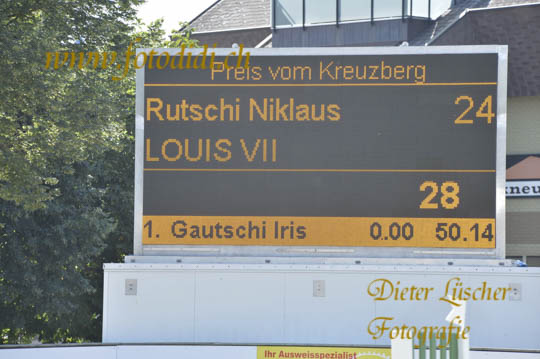 www.fotodidi.ch
Preis vom Kreuzberg
Rutschi Niklaus 24
LOUIS VII
28
1. Gautschi Iris 0.00 50.14
xneu
Dieter Lüscher
Fotografie
Ihr Ausweisspezialist